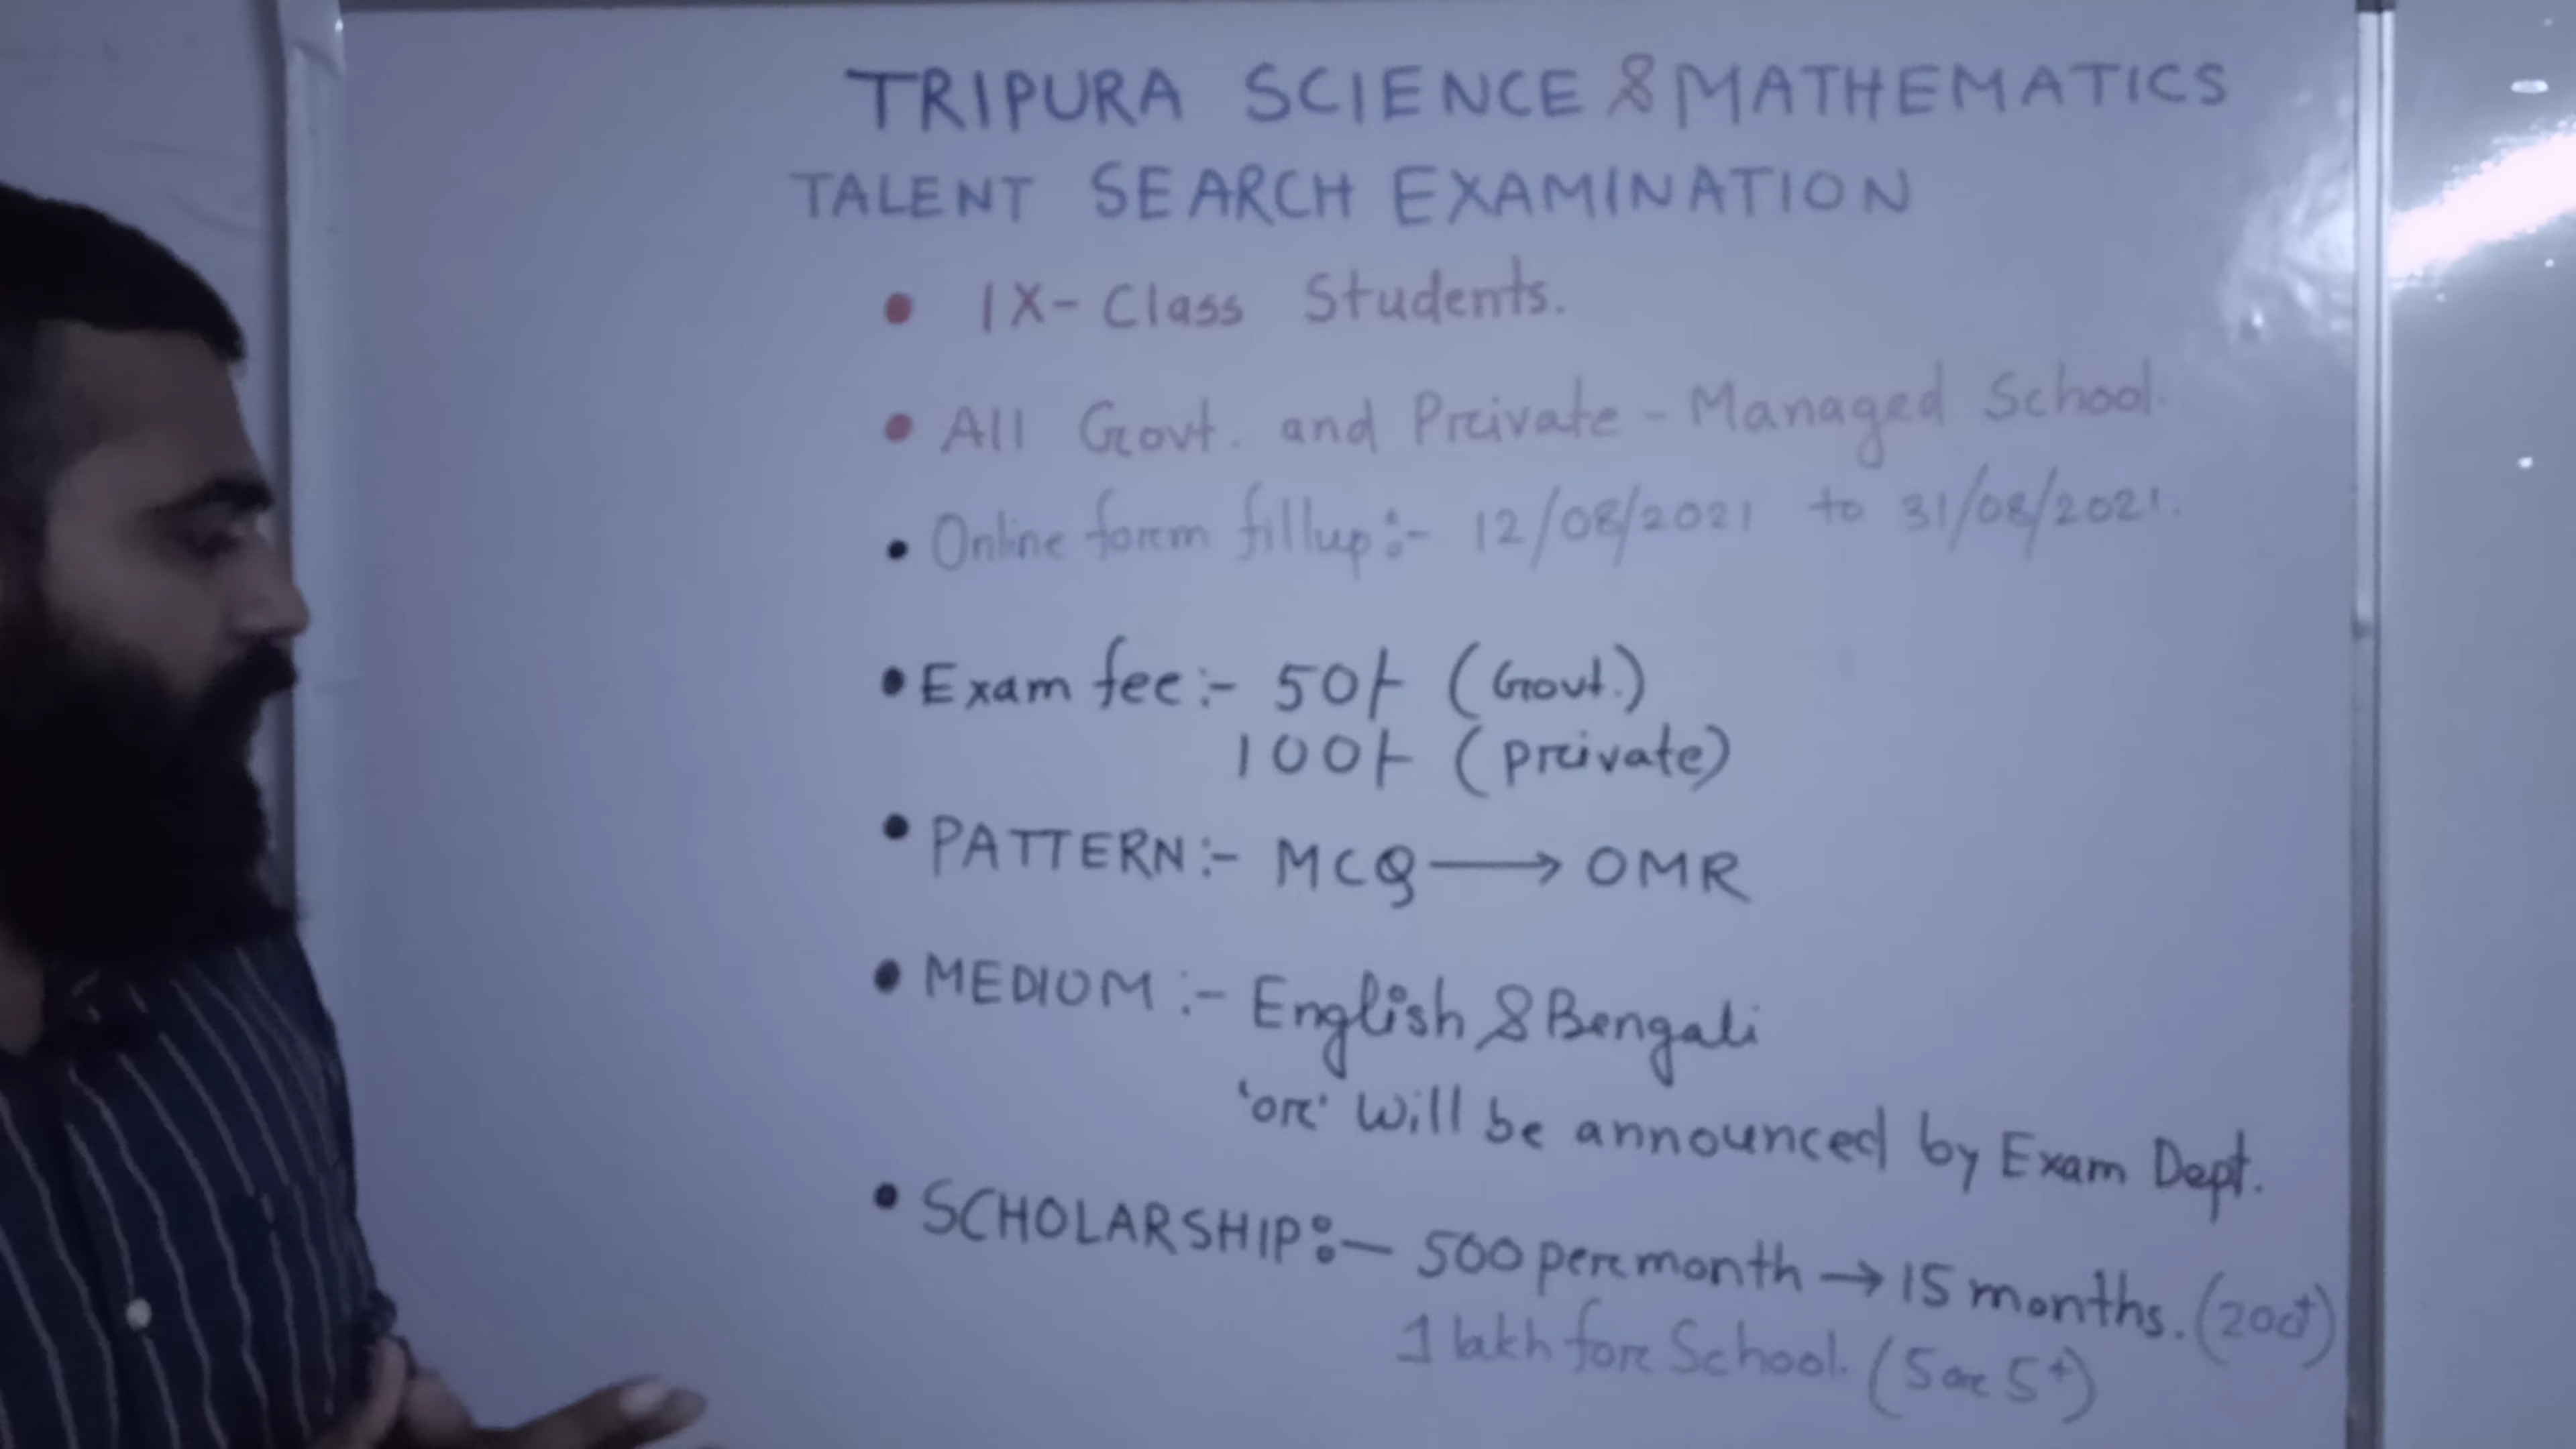 TRIPURA SCIENCE & MATHEMATICS
TALENT SEARCH EXAMINATION
• IX-Class Students.
• All Govt. and Private-Managed School.
• Online form fillup:- 12/08/2021 to 31/08/2021.
• Exam fee:- 50/- (Govt.)
100/- (private)
• PATTERN:- MCQ → OMR
• MEDIUM:- English & Bengali
'or' will be announced by Exam Dept.
• SCHOLARSHIP:- 500 per month → 15 months. (200+)
1 lakh for School. (5 or 5+)